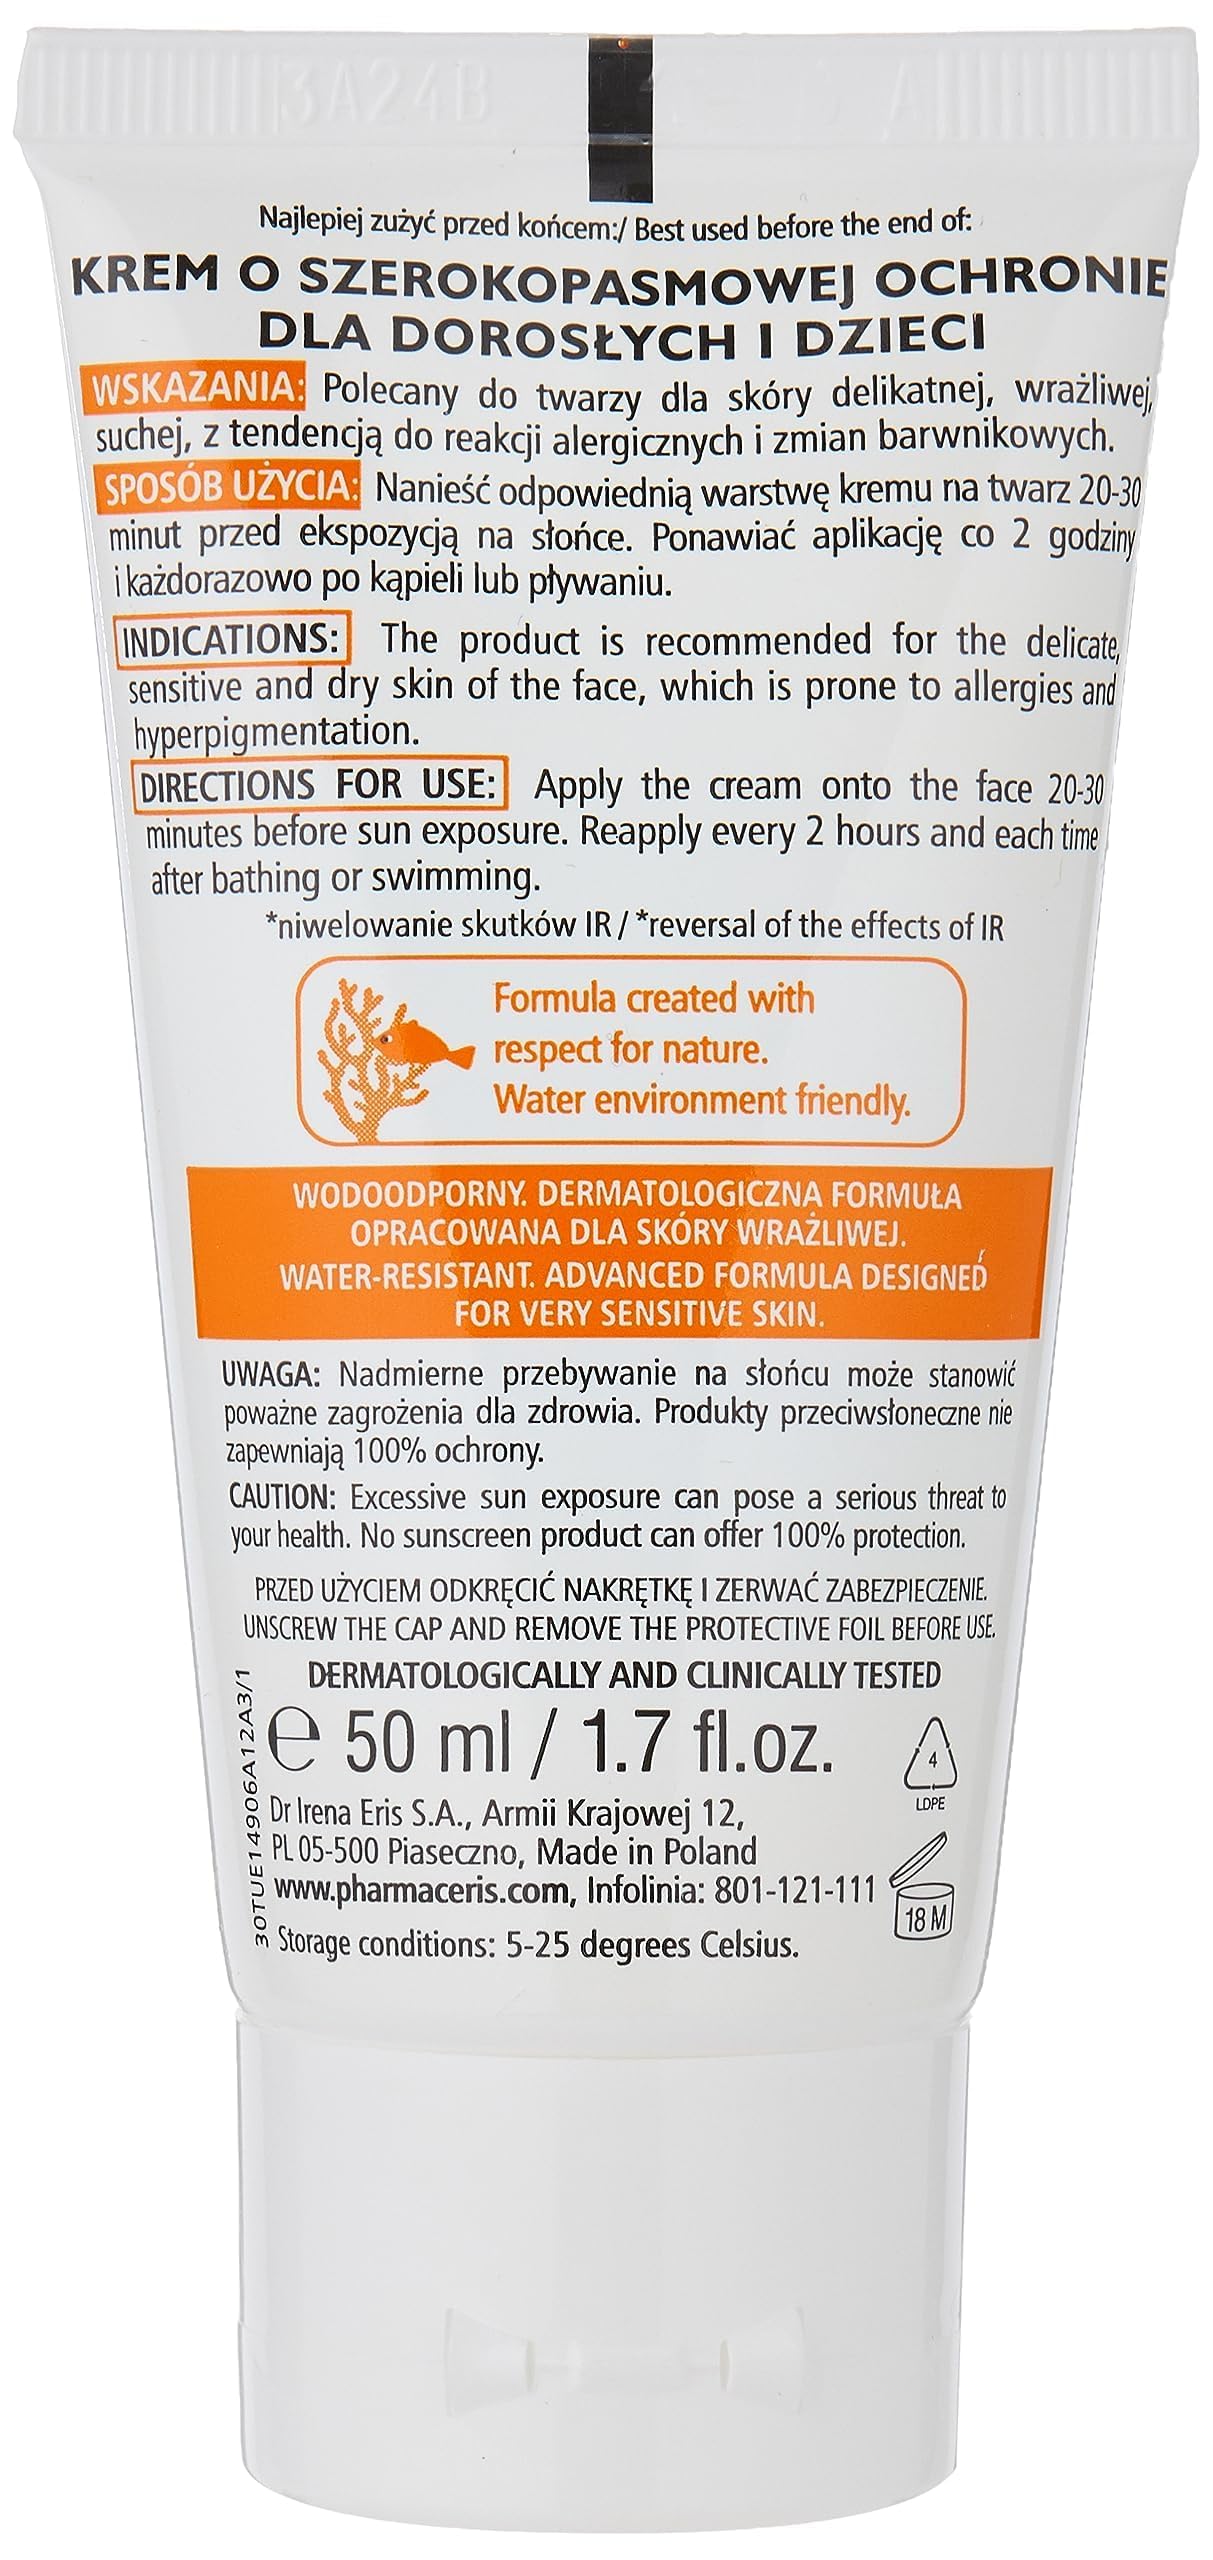 3A24B
Najlepiej zużyć przed końcem:/ Best used before the end of:
KREM O SZEROKOPASMOWEJ OCHRONIE
DLA DOROSŁYCH I DZIECI
WSKAZANIA: Polecany do twarzy dla skóry delikatnej, wrażliwej,
suchej, z tendencją do reakcji alergicznych i zmian barwnikowych.
SPOSÓB UŻYCIA: Nanieść odpowiednią warstwę kremu na twarz 20-30
minut przed ekspozycją na słońce. Ponawiać aplikację co 2 godziny
i każdorazowo po kąpieli lub pływaniu.
INDICATIONS: The product is recommended for the delicate,
sensitive and dry skin of the face, which is prone to allergies and
hyperpigmentation.
DIRECTIONS FOR USE: Apply the cream onto the face 20-30
minutes before sun exposure. Reapply every 2 hours and each time
after bathing or swimming.
*niwelowanie skutków IR / *reversal of the effects of IR
Formula created with
respect for nature.
Water environment friendly.
WODOODPORNY. DERMATOLOGICZNA FORMUŁA
OPRACOWANA DLA SKÓRY WRAŻLIWEJ.
WATER-RESISTANT. ADVANCED FORMULA DESIGNED
FOR VERY SENSITIVE SKIN.
UWAGA: Nadmierne przebywanie na słońcu może stanowić
poważne zagrożenia dla zdrowia. Produkty przeciwsłoneczne nie
zapewniają 100% ochrony.
CAUTION: Excessive sun exposure can pose a serious threat to
your health. No sunscreen product can offer 100% protection.
PRZED UŻYCIEM ODKRĘCIĆ NAKRĘTKĘ I ZERWAĆ ZABEZPIECZENIE.
UNSCREW THE CAP AND REMOVE THE PROTECTIVE FOIL BEFORE USE.
DERMATOLOGICALLY AND CLINICALLY TESTED
℮ 50 ml / 1.7 fl.oz.
4
LDPE
Dr Irena Eris S.A., Armii Krajowej 12,
PL 05-500 Piaseczno, Made in Poland
www.pharmaceris.com, Infolinia: 801-121-111
18 M
Storage conditions: 5-25 degrees Celsius.
30TUE14906A12A3/1